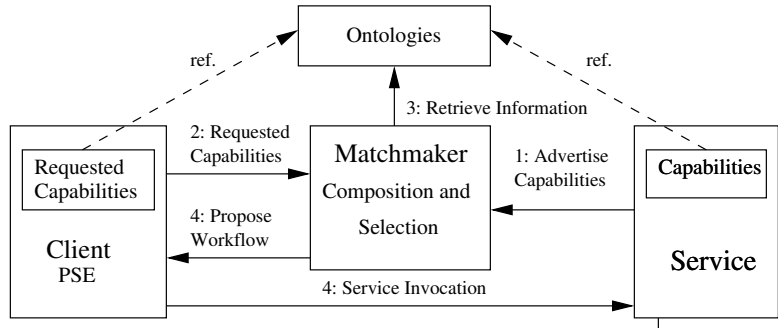 Ontologies
ref.
ref.
3: Retrieve Information
2: Requested
Capabilities
Matchmaker
Composition and
Selection
1: Advertise
Capabilities
Requested
Capabilities
Capabilities
4: Propose
Workflow
Client
PSE
Service
4: Service Invocation